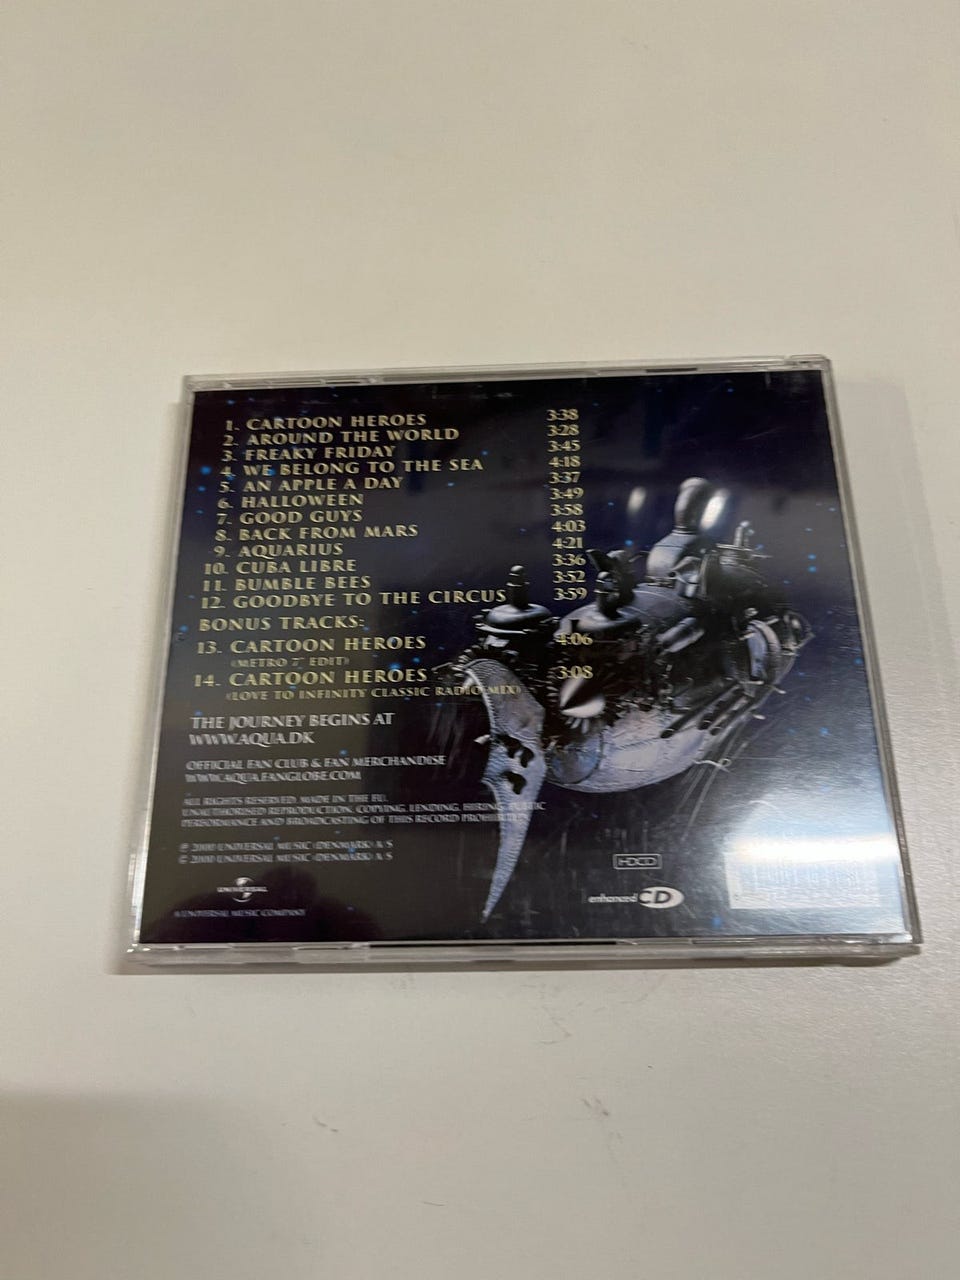 1. CARTOON HEROES 3:38
2. AROUND THE WORLD 3:28
3. FREAKY FRIDAY 3:45
4. WE BELONG TO THE SEA 4:18
5. AN APPLE A DAY 3:37
6. HALLOWEEN 3:49
7. GOOD GUYS 3:58
8. BACK FROM MARS 4:03
9. AQUARIUS 4:21
10. CUBA LIBRE 3:36
11. BUMBLE BEES 3:52
12. GOODBYE TO THE CIRCUS 3:59
BONUS TRACKS:
13. CARTOON HEROES 4:06
(METRO 7" EDIT)
14. CARTOON HEROES 3:08
(LOVE TO INFINITY CLASSIC RADIO MIX)
THE JOURNEY BEGINS AT
WWW.AQUA.DK
OFFICIAL FAN CLUB & FAN MERCHANDISE
WWW.AQUA.FANGLOBE.COM
ALL RIGHTS RESERVED. MADE IN THE EU.
UNAUTHORISED REPRODUCTION, COPYING, LENDING, HIRING, PUBLIC
PERFORMANCE AND BROADCASTING OF THIS RECORD PROHIBITED.
℗ 2000 UNIVERSAL MUSIC (DENMARK) A/S
© 2000 UNIVERSAL MUSIC (DENMARK) A/S
UNIVERSAL
A UNIVERSAL MUSIC COMPANY
HDCD
enhanced CD